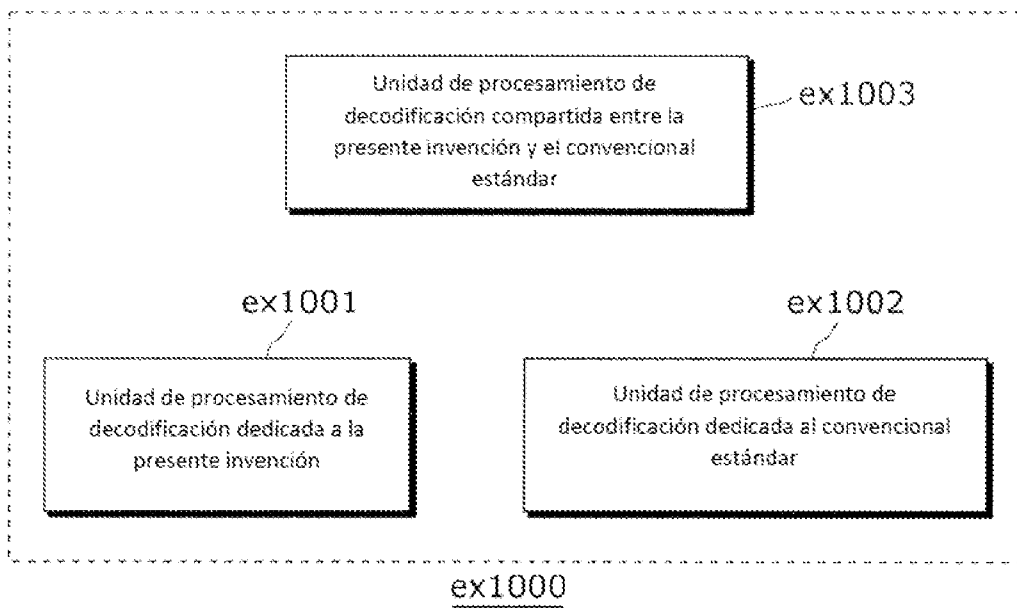 Unidad de procesamiento de
decodificación compartida entre la
presente invención y el convencional
estándar
ex1003
ex1001
ex1002
Unidad de procesamiento de
decodificación dedicada a la
presente invención
Unidad de procesamiento de
decodificación dedicada al convencional
estándar
ex1000